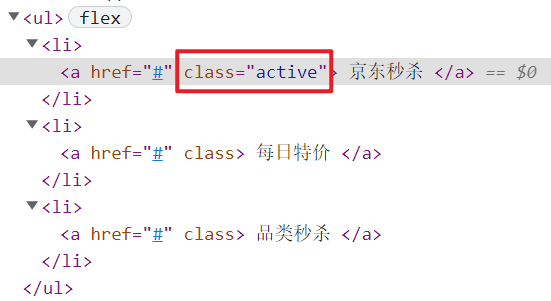 ▼<ul> flex
▼<li>
<a href="#" class="active"> 京东秒杀 </a> == $0
</li>
▼<li>
<a href="#" class> 每日特价 </a>
</li>
▼<li>
<a href="#" class> 品类秒杀 </a>
</li>
</ul>